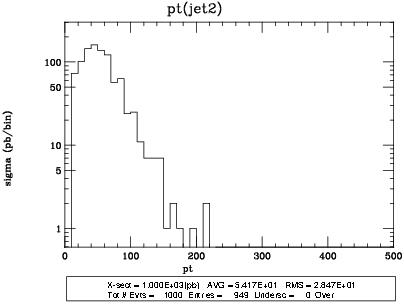 pt(jet2)
sigma (pb/bin)
100
50
10
5
1
0 100 200 300 400 500
pt
X-sect = 1.000E+03(pb) AVG = 5.417E+01 RMS = 2.847E+01
Tot # Evts = 1000 Entries = 949 Undersc = 0 Over